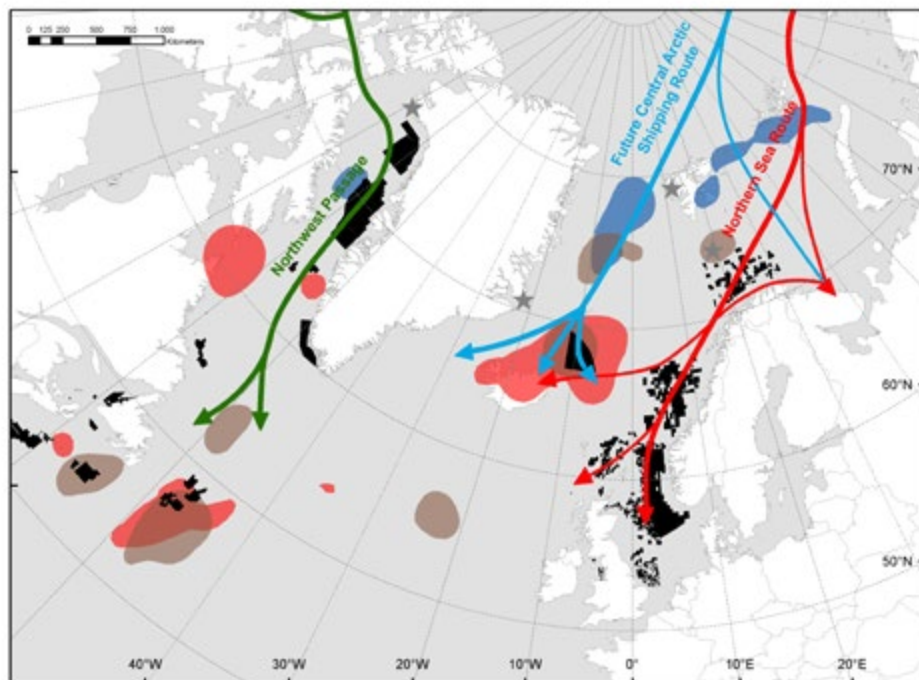 0 125 250 500 750 1.000
Kilometers
Future Central Arctic
Shipping Route
Northern Sea Route
Northwest Passage
70°N
60°N
50°N
40°W
30°W
20°W
10°W
0°
10°E
20°E